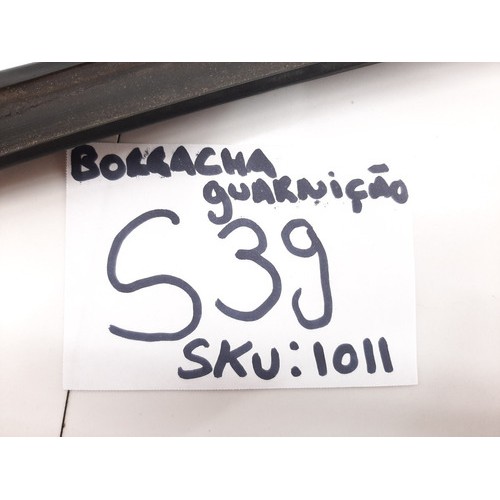 BORRACHA
guARNIÇÃO
S39
SKU:1011